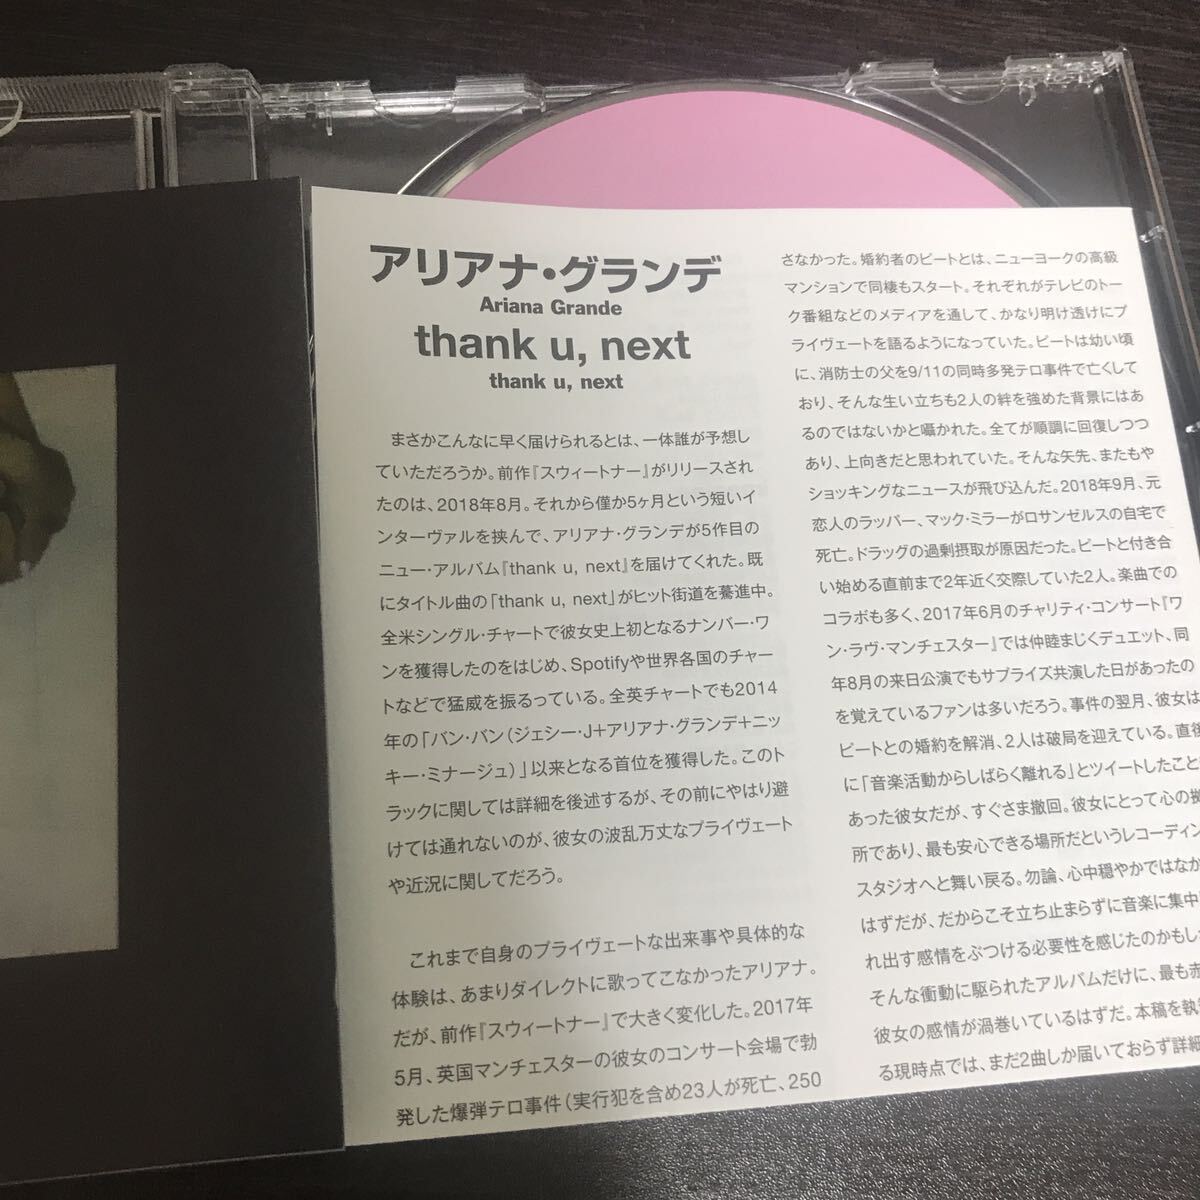 アリアナ・グランデ
Ariana Grande
thank u, next
thank u, next
まさかこんなに早く届けられるとは、一体誰が予想し
ていただろうか。前作『スウィートナー』がリリースされ
たのは、2018年8月。それから僅か5ヶ月という短いイ
ンターヴァルを挟んで、アリアナ・グランデが5作目の
ニュー・アルバム『thank u, next』を届けてくれた。既
にタイトル曲の「thank u, next」がヒット街道を驀進中。
全米シングル・チャートで彼女史上初となるナンバー・ワ
ンを獲得したのをはじめ、Spotifyや世界各国のチャー
トなどで猛威を振るっている。全英チャートでも2014
年の「バン・バン（ジェシー・J+アリアナ・グランデ+ニッ
キー・ミナージュ）」以来となる首位を獲得した。このト
ラックに関しては詳細を後述するが、その前にやはり避
けては通れないのが、彼女の波乱万丈なプライヴェート
や近況に関してだろう。
これまで自身のプライヴェートな出来事や具体的な
体験は、あまりダイレクトに歌ってこなかったアリアナ。
だが、前作『スウィートナー』で大きく変化した。2017年
5月、英国マンチェスターの彼女のコンサート会場で勃
発した爆弾テロ事件（実行犯を含め23人が死亡、250
さなかった。婚約者のピートとは、ニューヨークの高級
マンションで同棲もスタート。それぞれがテレビのトー
ク番組などのメディアを通して、かなり明け透けにプ
ライヴェートを語るようになっていた。ピートは幼い頃
に、消防士の父を9/11の同時多発テロ事件で亡くして
おり、そんな生い立ちも2人の絆を強めた背景にはあ
るのではないかと囁かれた。全てが順調に回復しつつ
あり、上向きだと思われていた。そんな矢先、またもや
ショッキングなニュースが飛び込んだ。2018年9月、元
恋人のラッパー、マック・ミラーがロサンゼルスの自宅で
死亡。ドラッグの過剰摂取が原因だった。ピートと付き合
い始める直前まで2年近く交際していた2人。楽曲での
コラボも多く、2017年6月のチャリティ・コンサート『ワ
ン・ラヴ・マンチェスター』では仲睦まじくデュエット、同
年8月の来日公演でもサプライズ共演した日があったの
を覚えているファンは多いだろう。事件の翌月、彼女は
ピートとの婚約を解消、2人は破局を迎えている。直後
に「音楽活動からしばらく離れる」とツイートしたこと
あった彼女だが、すぐさま撤回。彼女にとって心の拠
所であり、最も安心できる場所だというレコーディン
スタジオへと舞い戻る。勿論、心中穏やかではなか
はずだが、だからこそ立ち止まらずに音楽に集中
れ出す感情をぶつける必要性を感じたのかもし
そんな衝動に駆られたアルバムだけに、最も赤
彼女の感情が渦巻いているはずだ。本稿を執
る現時点では、まだ2曲しか届いておらず詳細